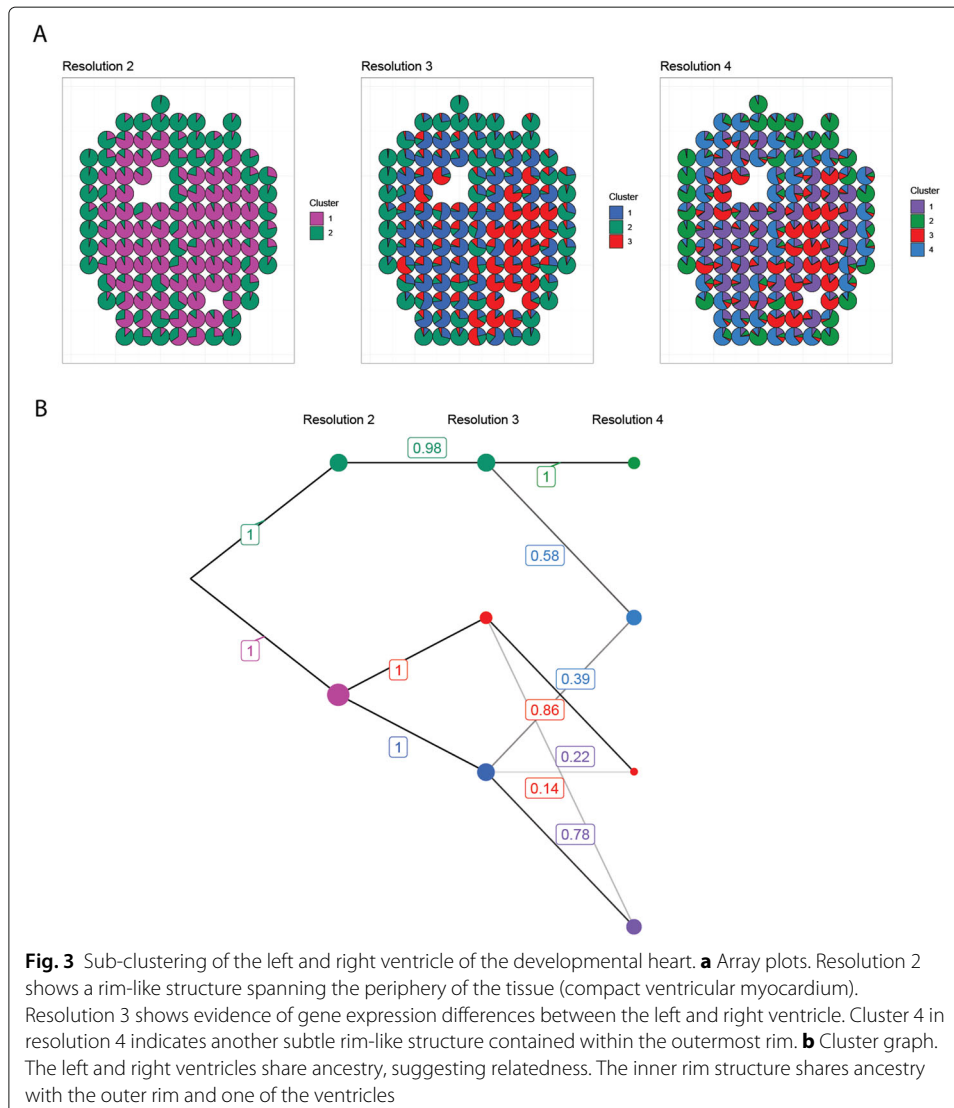 A
Resolution 2
Resolution 3
Resolution 4
Cluster
1
2
Cluster
1
2
3
Cluster
1
2
3
4
B
Resolution 2
Resolution 3
Resolution 4
0.98
1
1
0.58
1
1
0.39
0.86
1
0.22
0.14
0.78
Fig. 3 Sub-clustering of the left and right ventricle of the developmental heart. a Array plots. Resolution 2
shows a rim-like structure spanning the periphery of the tissue (compact ventricular myocardium).
Resolution 3 shows evidence of gene expression differences between the left and right ventricle. Cluster 4 in
resolution 4 indicates another subtle rim-like structure contained within the outermost rim. b Cluster graph.
The left and right ventricles share ancestry, suggesting relatedness. The inner rim structure shares ancestry
with the outer rim and one of the ventricles